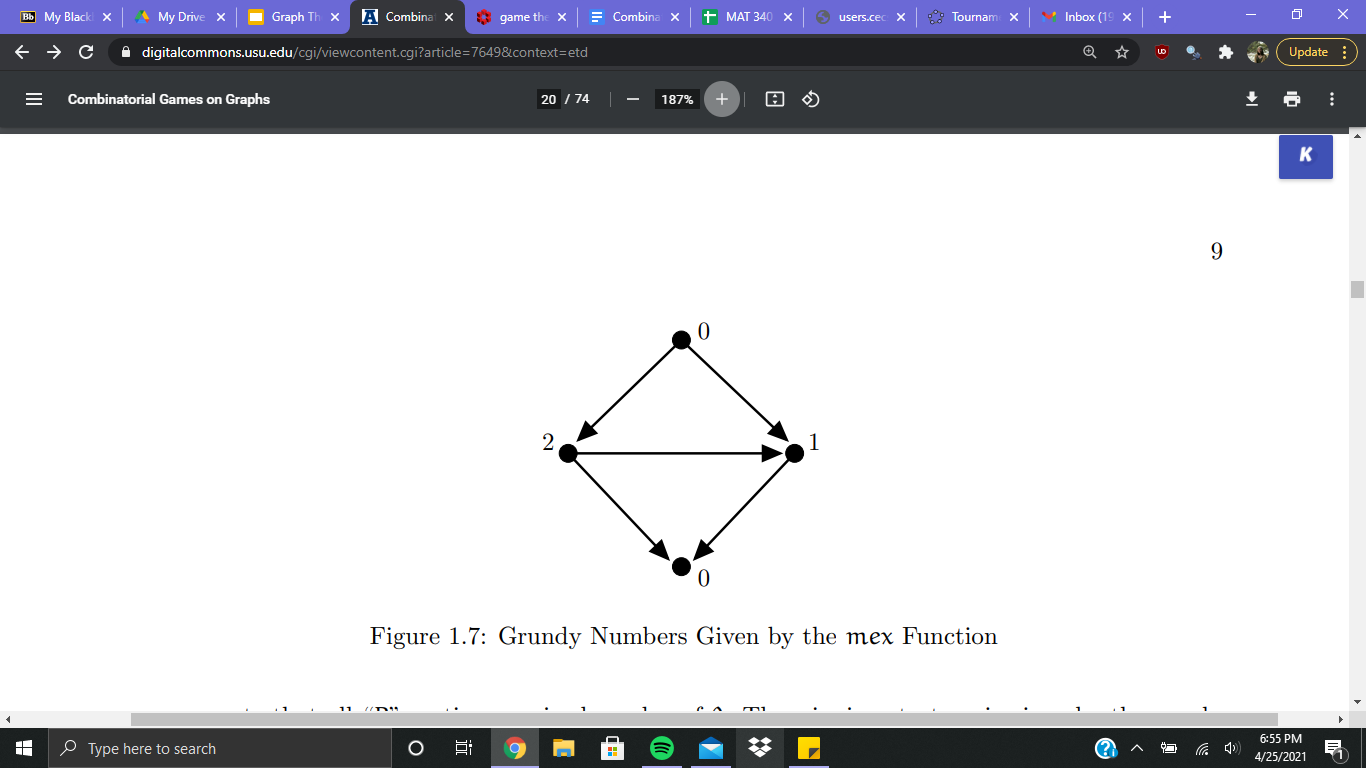 Bb My Black
My Drive
Graph Th
Combinat
game the
Combina
MAT 340
users.cec
Tournam
Inbox (19
digitalcommons.usu.edu/cgi/viewcontent.cgi?article=7649&context=etd
Update
Combinatorial Games on Graphs
20 / 74
187%
K
9
0
2
1
0
Figure 1.7: Grundy Numbers Given by the mex Function
Type here to search
6:55 PM
4/25/2021
1